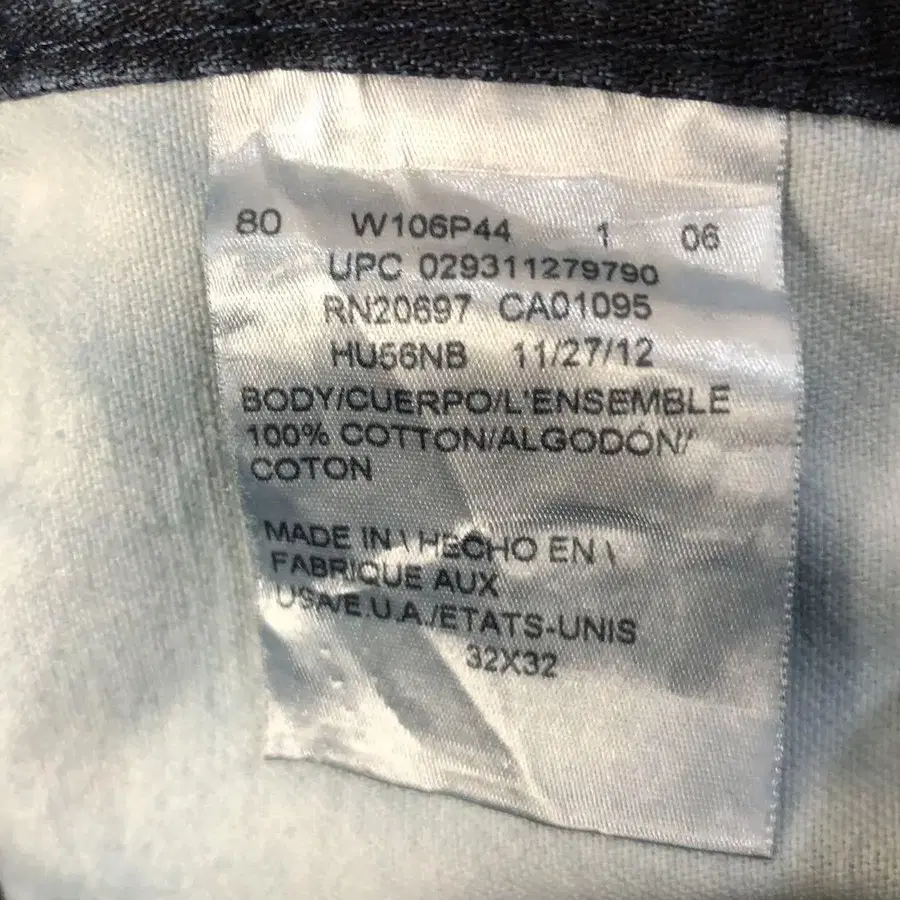 80 W106P44 1 06
UPC 029311279790
RN20697 CA01095
HU56NB 11/27/12
BODY/CUERPO/L'ENSEMBLE
100% COTTON/ALGODÓN/
COTON
MADE IN \ HECHO EN \
FABRIQUE AUX
USA/E.U.A./ETATS-UNIS
32X32